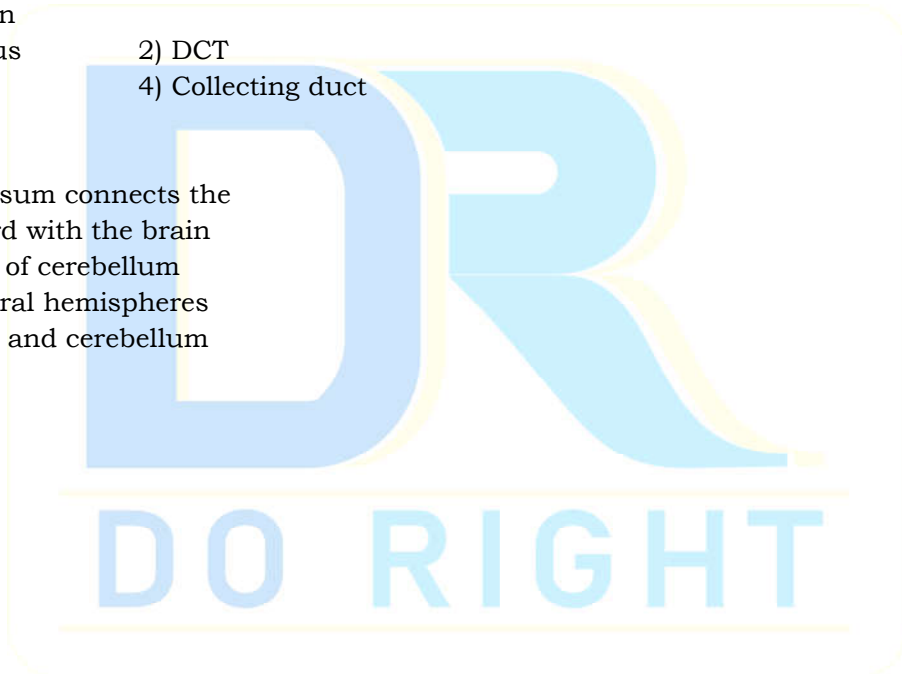 n
us 2) DCT
4) Collecting duct
sum connects the
d with the brain
of cerebellum
ral hemispheres
and cerebellum
DR
DO RIGHT